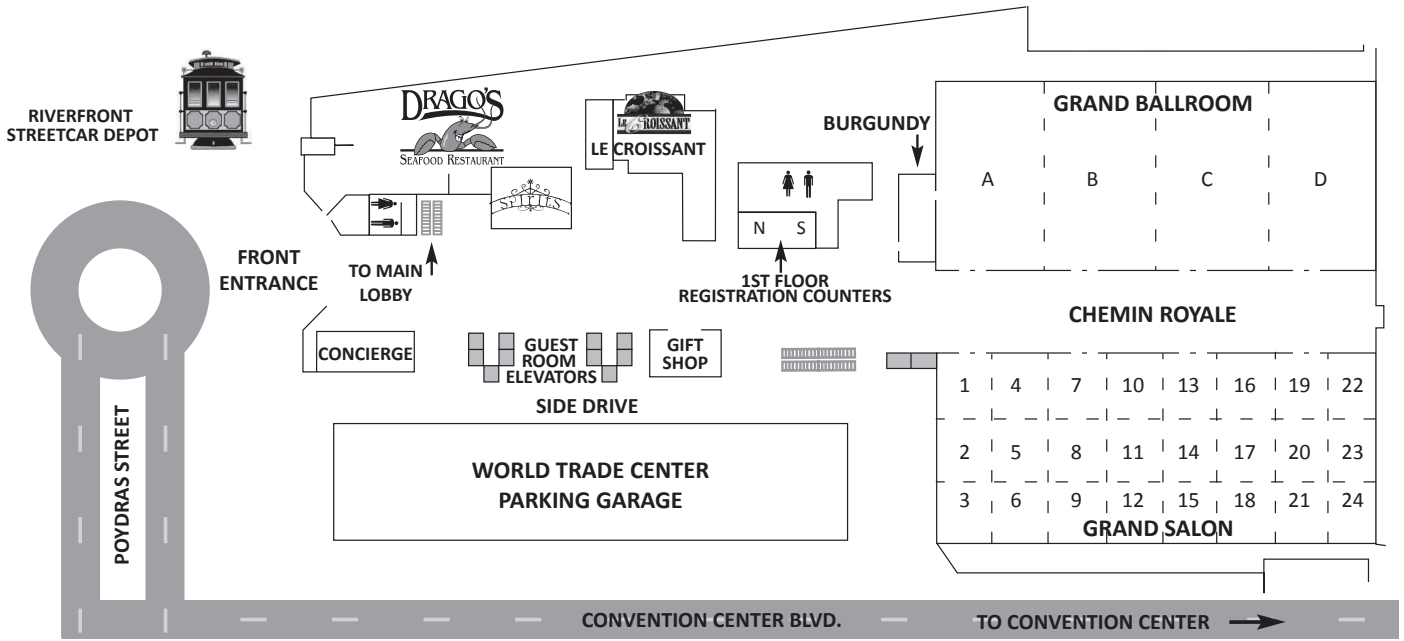 RIVERFRONT
STREETCAR DEPOT
DRAGO'S
SEAFOOD RESTAURANT
LE CROISSANT
LE CROISSANT
SPIRITS
BURGUNDY
GRAND BALLROOM
A
B
C
D
N S
1ST FLOOR
REGISTRATION COUNTERS
FRONT
ENTRANCE
TO MAIN
LOBBY
CHEMIN ROYALE
CONCIERGE
GUEST
ROOM
ELEVATORS
GIFT
SHOP
SIDE DRIVE
WORLD TRADE CENTER
PARKING GARAGE
1 4 7 10 13 16 19 22
2 5 8 11 14 17 20 23
3 6 9 12 15 18 21 24
GRAND SALON
POYDRAS STREET
CONVENTION CENTER BLVD.
TO CONVENTION CENTER